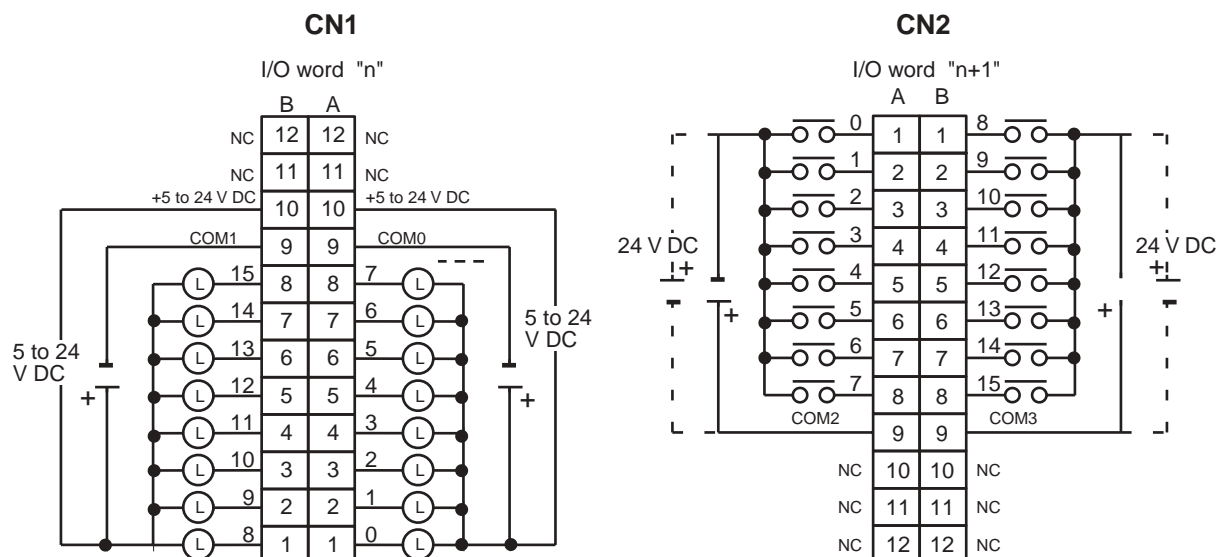 CN1
I/O word "n"
B A
NC 12 12 NC
NC 11 11 NC
+5 to 24 V DC 10 10 +5 to 24 V DC
COM1 9 9 COM0
L 15 8 8 7 L
L 14 7 7 6 L
L 13 6 6 5 L
L 12 5 5 4 L
L 11 4 4 3 L
L 10 3 3 2 L
L 9 2 2 1 L
L 8 1 1 0 L
5 to 24
V DC
+
5 to 24
V DC
+
CN2
I/O word "n+1"
A B
0 1 1 8
1 2 2 9
2 3 3 10
3 4 4 11
4 5 5 12
5 6 6 13
6 7 7 14
7 8 8 15
COM2 9 9 COM3
NC 10 10 NC
NC 11 11 NC
NC 12 12 NC
24 V DC
+
+
24 V DC
+
+